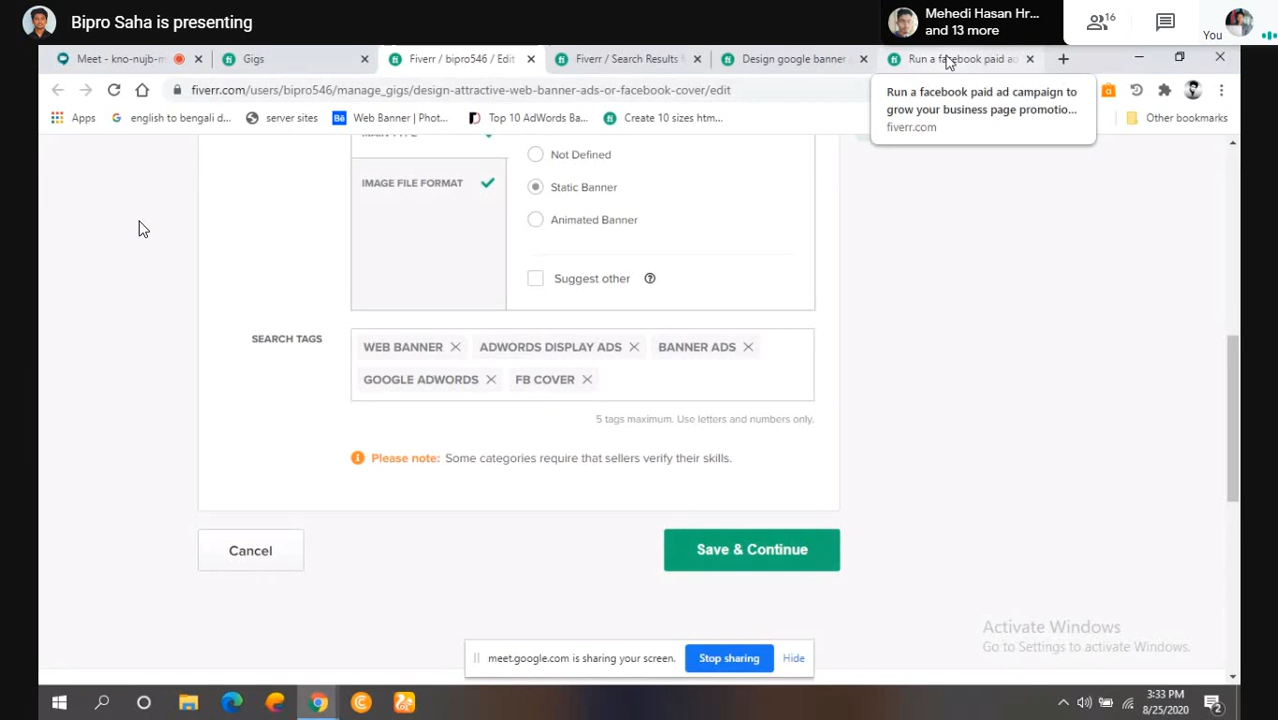 Bipro Saha is presenting
Mehedi Hasan Hr...
and 13 more
16
You
Meet - kno-nujb-m
Gigs
Fiverr / bipro546 / Edit
Fiverr / Search Results
Design google banner
Run a facebook paid ad
fiverr.com/users/bipro546/manage_gigs/design-attractive-web-banner-ads-or-facebook-cover/edit
Run a facebook paid ad campaign to
grow your business page promotio...
fiverr.com
Apps
english to bengali d...
server sites
Web Banner | Phot...
Top 10 AdWords Ba...
Create 10 sizes htm...
Other bookmarks
Not Defined
IMAGE FILE FORMAT
Static Banner
Animated Banner
Suggest other
SEARCH TAGS
WEB BANNER
ADWORDS DISPLAY ADS
BANNER ADS
GOOGLE ADWORDS
FB COVER
5 tags maximum. Use letters and numbers only.
Please note: Some categories require that sellers verify their skills.
Cancel
Save & Continue
Activate Windows
Go to Settings to activate Windows.
meet.google.com is sharing your screen.
Stop sharing
Hide
3:33 PM
8/25/2020
2